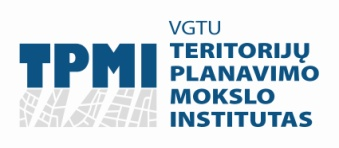 TPMI
VGTU
TERITORIJŲ
PLANAVIMO
MOKSLO
INSTITUTAS